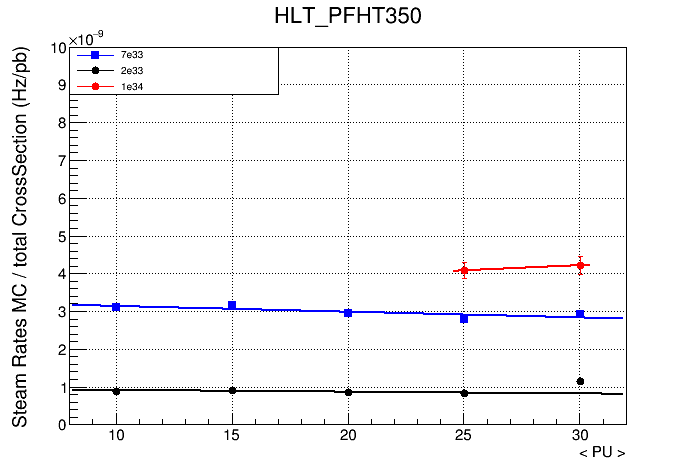 HLT_PFHT350
×10⁻⁹
Steam Rates MC / total CrossSection (Hz/pb)
7e33
2e33
1e34
10
9
8
7
6
5
4
3
2
1
0
10 15 20 25 30
< PU >